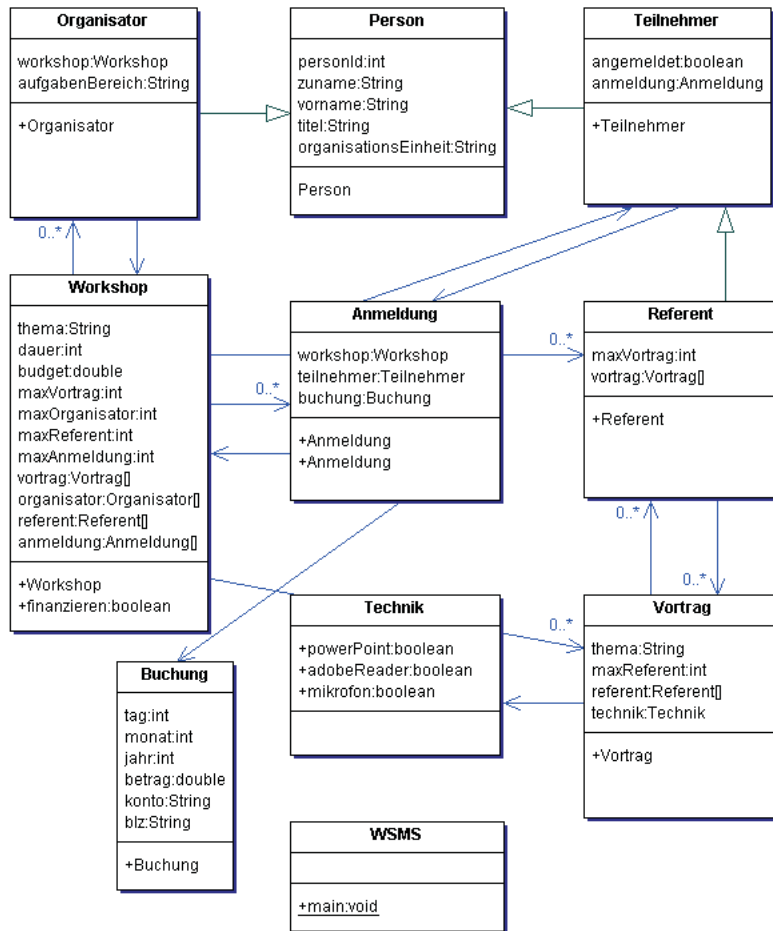 Organisator
workshop:Workshop
aufgabenBereich:String
+Organisator
Person
personId:int
zuname:String
vorname:String
titel:String
organisationsEinheit:String
Person
Teilnehmer
angemeldet:boolean
anmeldung:Anmeldung
+Teilnehmer
0..*
Workshop
thema:String
dauer:int
budget:double
maxVortrag:int
maxOrganisator:int
maxReferent:int
maxAnmeldung:int
vortrag:Vortrag[]
organisator:Organisator[]
referent:Referent[]
anmeldung:Anmeldung[]
+Workshop
+finanzieren:boolean
0..*
Anmeldung
workshop:Workshop
teilnehmer:Teilnehmer
buchung:Buchung
+Anmeldung
+Anmeldung
0..*
Referent
maxVortrag:int
vortrag:Vortrag[]
+Referent
0..*
0..*
Buchung
tag:int
monat:int
jahr:int
betrag:double
konto:String
blz:String
+Buchung
Technik
+powerPoint:boolean
+adobeReader:boolean
+mikrofon:boolean
0..*
Vortrag
thema:String
maxReferent:int
referent:Referent[]
technik:Technik
+Vortrag
WSMS
+main:void